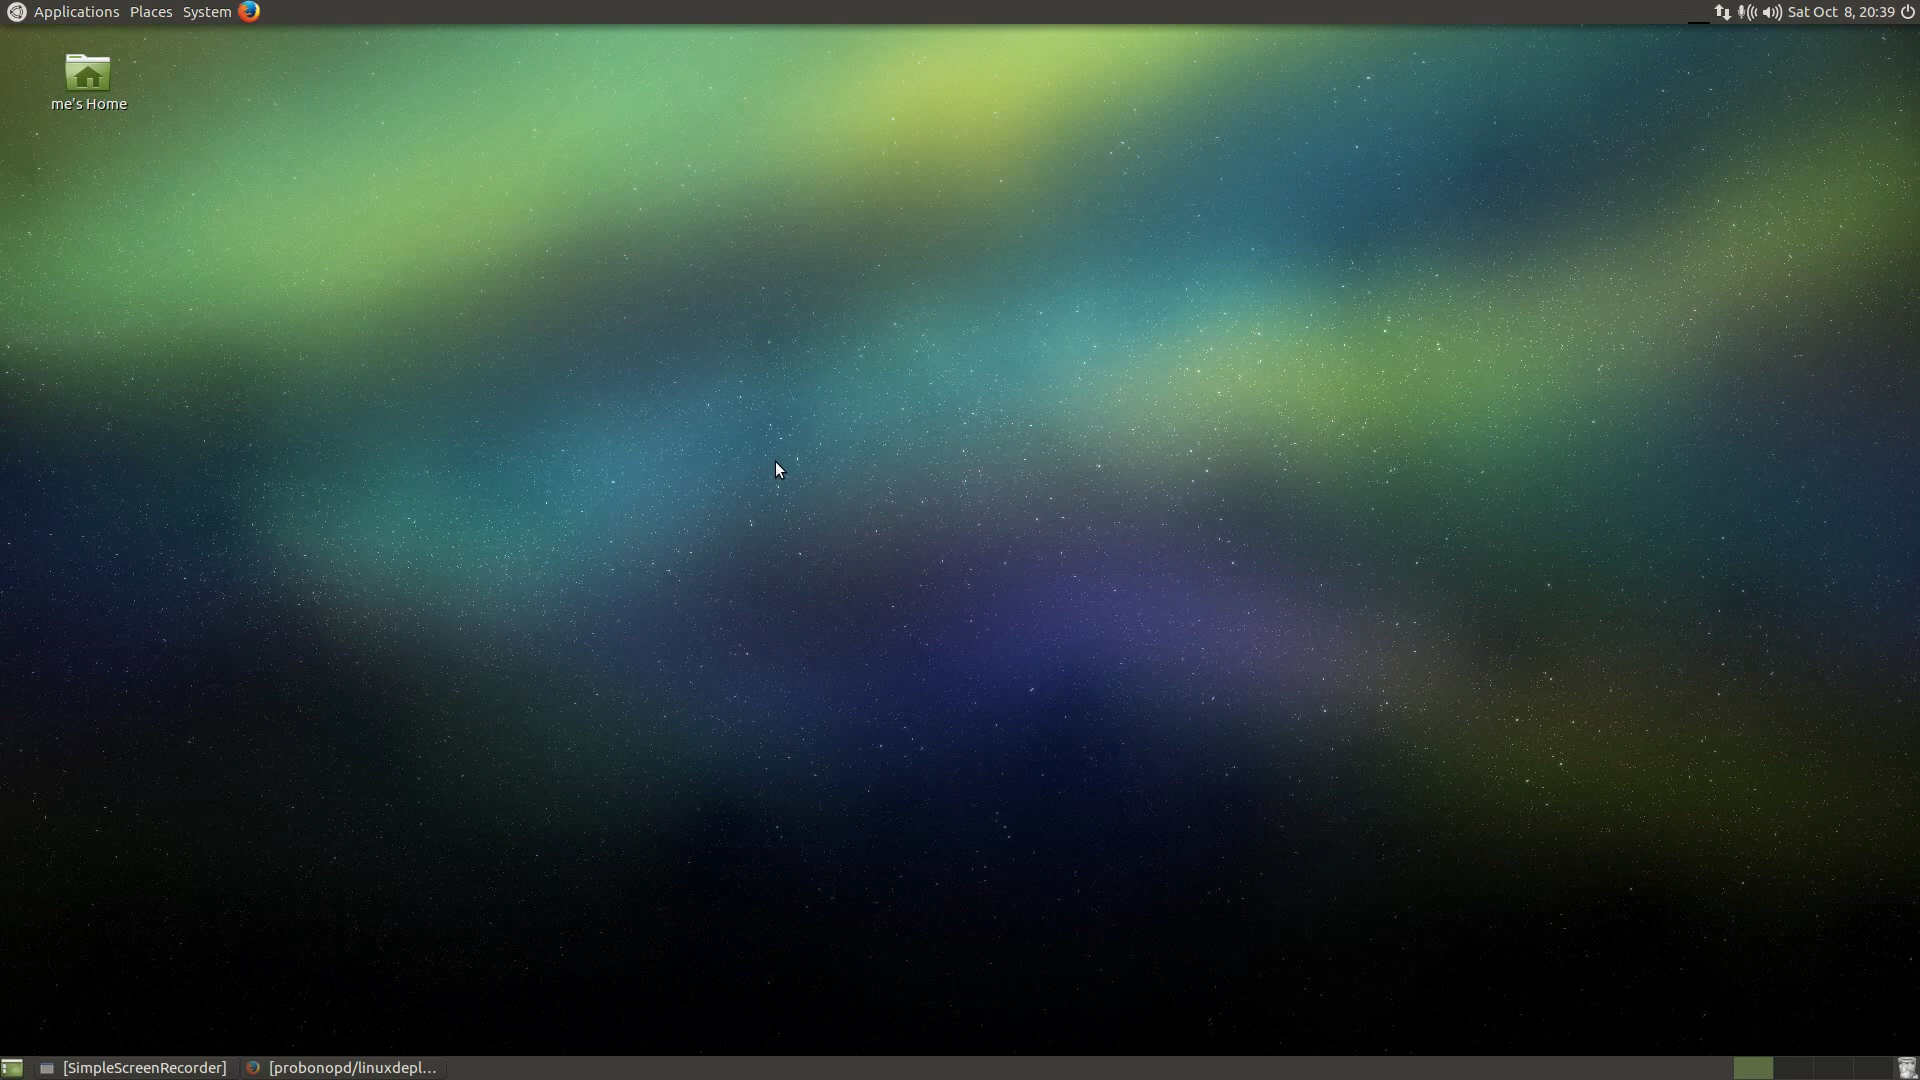 Applications Places System
Sat Oct 8, 20:39
me's Home
[SimpleScreenRecorder] [probonopd/linuxdepl...